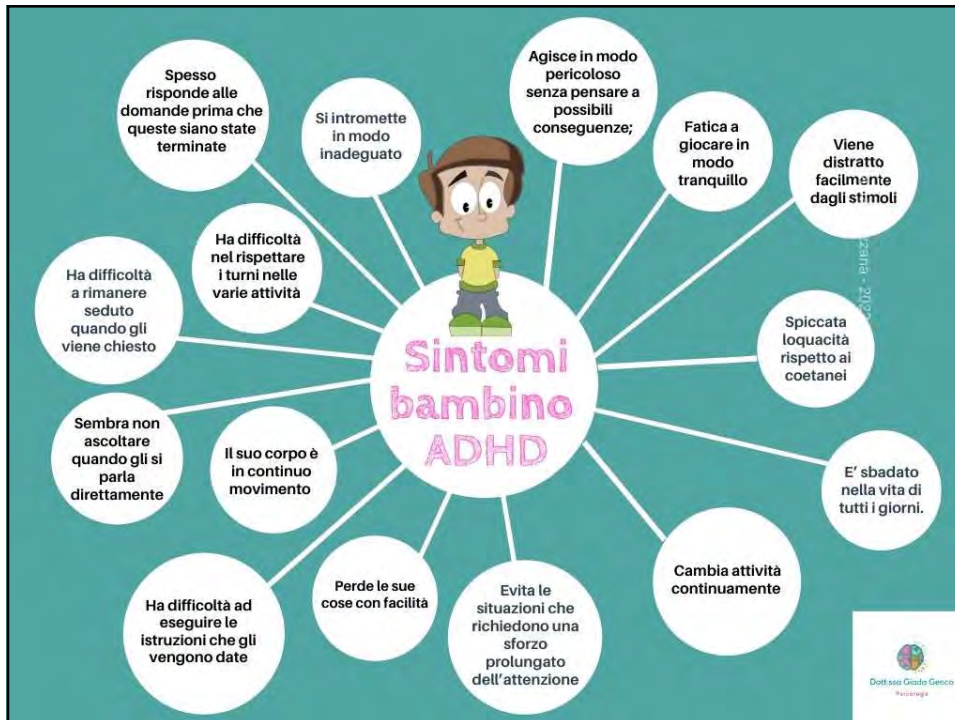 Spesso
risponde alle
domande prima che
queste siano state
terminate
Si intromette
in modo
inadeguato
Agisce in modo
pericoloso
senza pensare a
possibili
conseguenze;
Fatica a
giocare in
modo
tranquillo
Viene
distratto
facilmente
dagli stimoli
Ha difficoltà
nel rispettare
i turni nelle
varie attività
Ha difficoltà
a rimanere
seduto
quando gli
viene chiesto
Spiccata
loquacità
rispetto ai
coetanei
Sintomi
bambino
ADHD
Sembra non
ascoltare
quando gli si
parla
direttamente
Il suo corpo è
in continuo
movimento
E' sbadato
nella vita di
tutti i giorni.
Ha difficoltà ad
eseguire le
istruzioni che gli
vengono date
Perde le sue
cose con facilità
Evita le
situazioni che
richiedono una
sforzo
prolungato
dell'attenzione
Cambia attività
continuamente
Dott.ssa Giada Genco
Psicologa